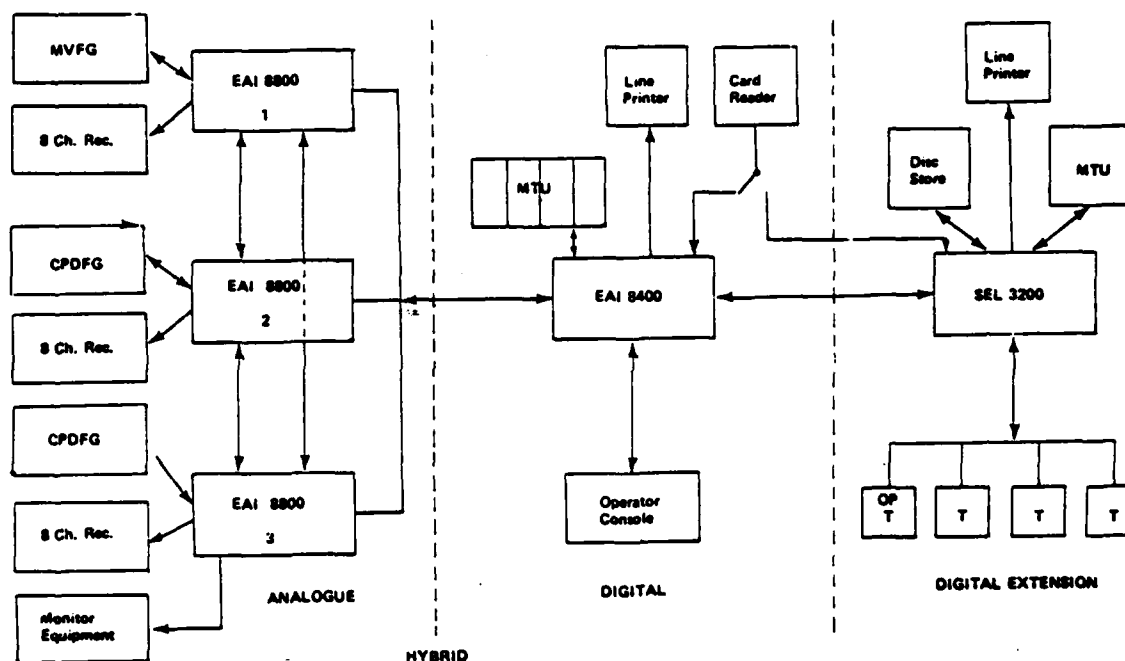 MVFG
8 Ch. Rec.
EAI 8800
1
CPDFG
8 Ch. Rec.
EAI 8800
2
CPDFG
8 Ch. Rec.
EAI 8800
3
Monitor
Equipment
ANALOGUE
HYBRID
Line
Printer
Card
Reader
MTU
EAI 8400
Operator
Console
DIGITAL
Line
Printer
Disc
Store
MTU
SEL 3200
OP
T
T
T
T
DIGITAL EXTENSION